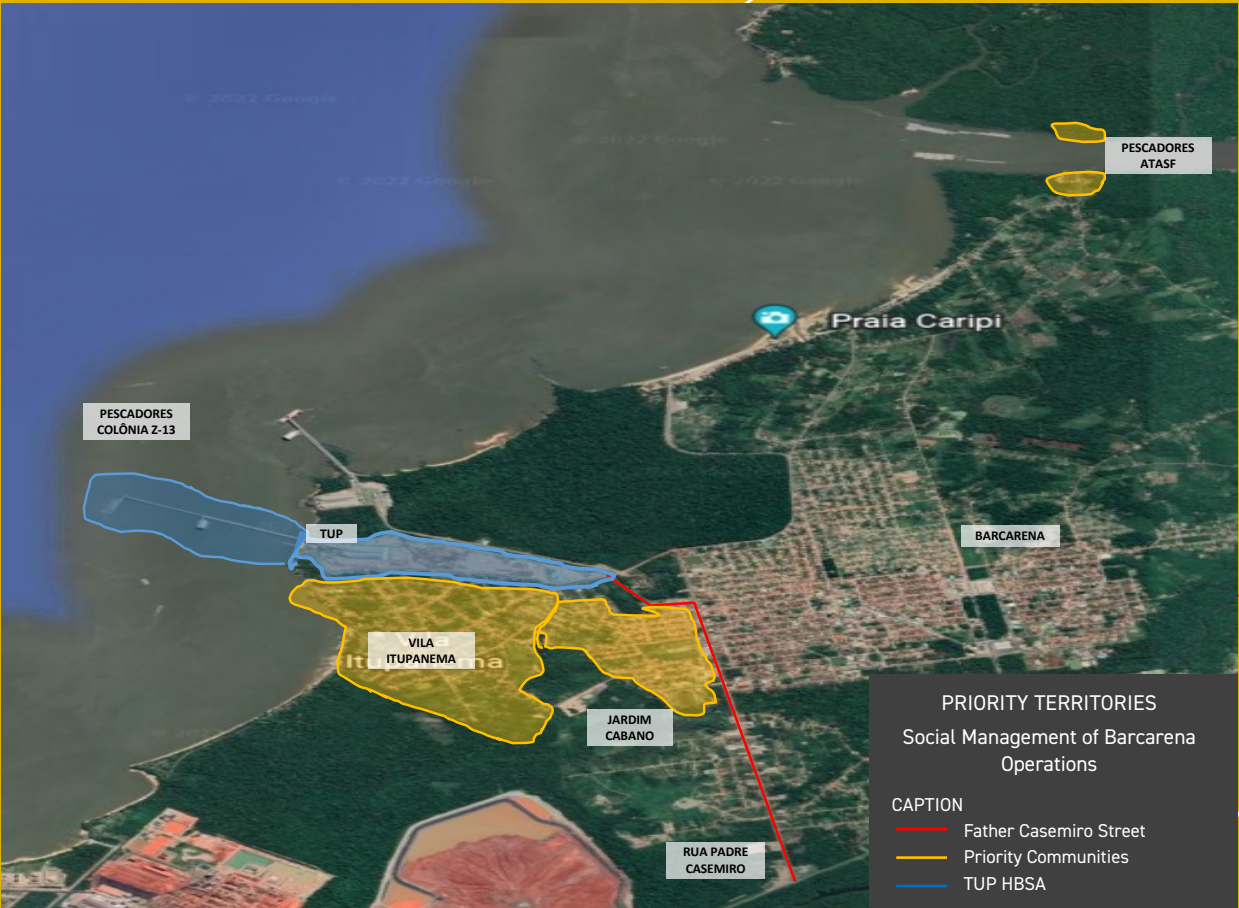 © 2022 Google
© 2022 Google
© 2022 Google
© 2022 Google
PESCADORES
ATASF
Praia Caripi
PESCADORES
COLÔNIA Z-13
TUP
BARCARENA
VILA
ITUPANEMA
Itupanema
JARDIM
CABANO
RUA PADRE
CASEMIRO
PRIORITY TERRITORIES
Social Management of Barcarena
Operations
CAPTION
Father Casemiro Street
Priority Communities
TUP HBSA